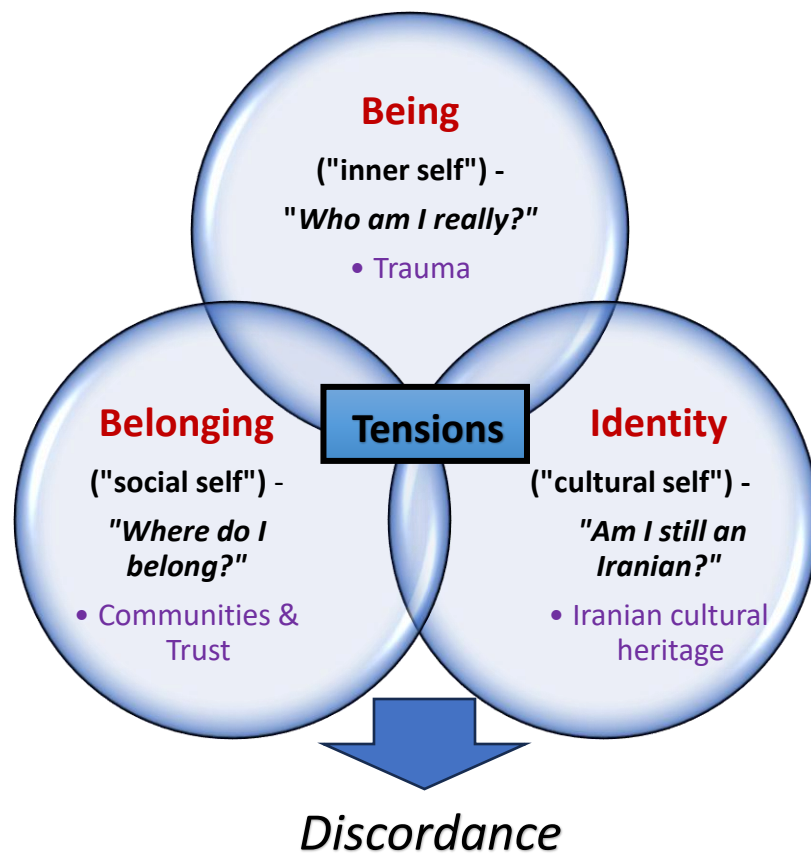 Being
("inner self") -
"Who am I really?"
• Trauma
Tensions
Belonging
("social self") -
"Where do I
belong?"
• Communities &
Trust
Identity
("cultural self") -
"Am I still an
Iranian?"
• Iranian cultural
heritage
Discordance